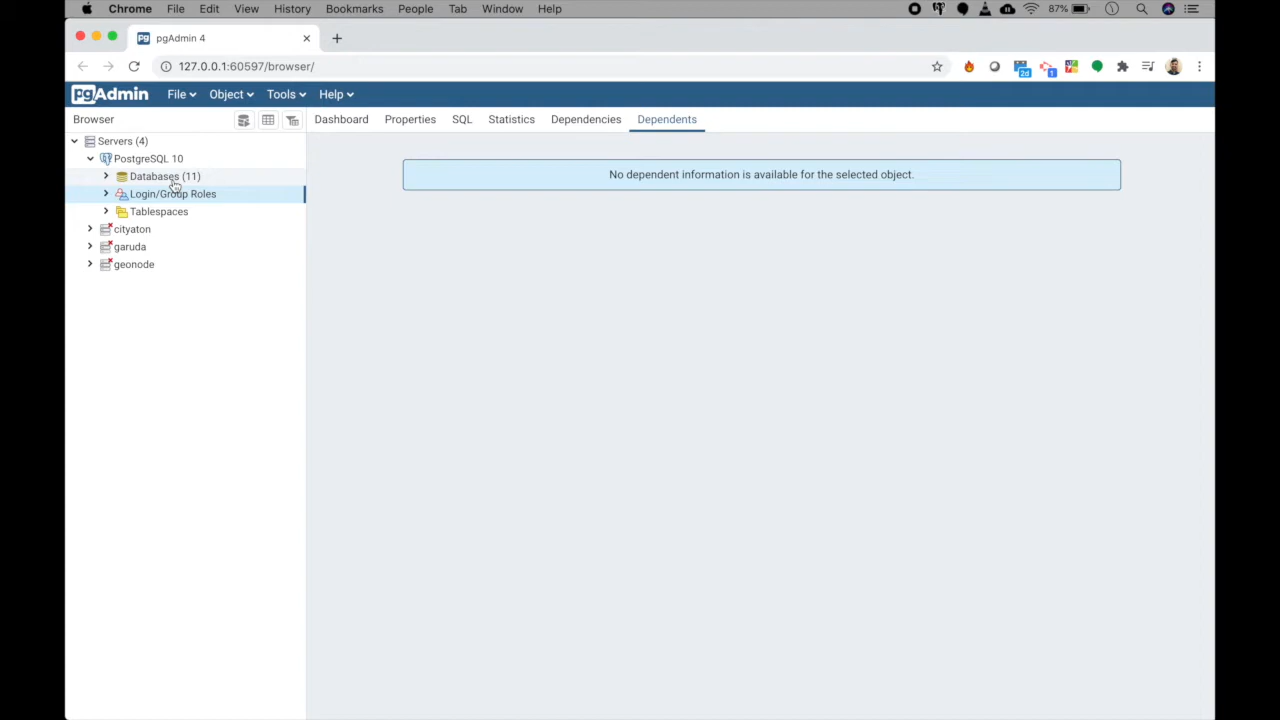 Chrome File Edit View History Bookmarks People Tab Window Help 87%
pgAdmin 4
127.0.0.1:60597/browser/
2d 1
pgAdmin File Object Tools Help
Browser Dashboard Properties SQL Statistics Dependencies Dependents
Servers (4)
PostgreSQL 10
Databases (11)
Login/Group Roles
Tablespaces
cityaton
garuda
geonode
No dependent information is available for the selected object.